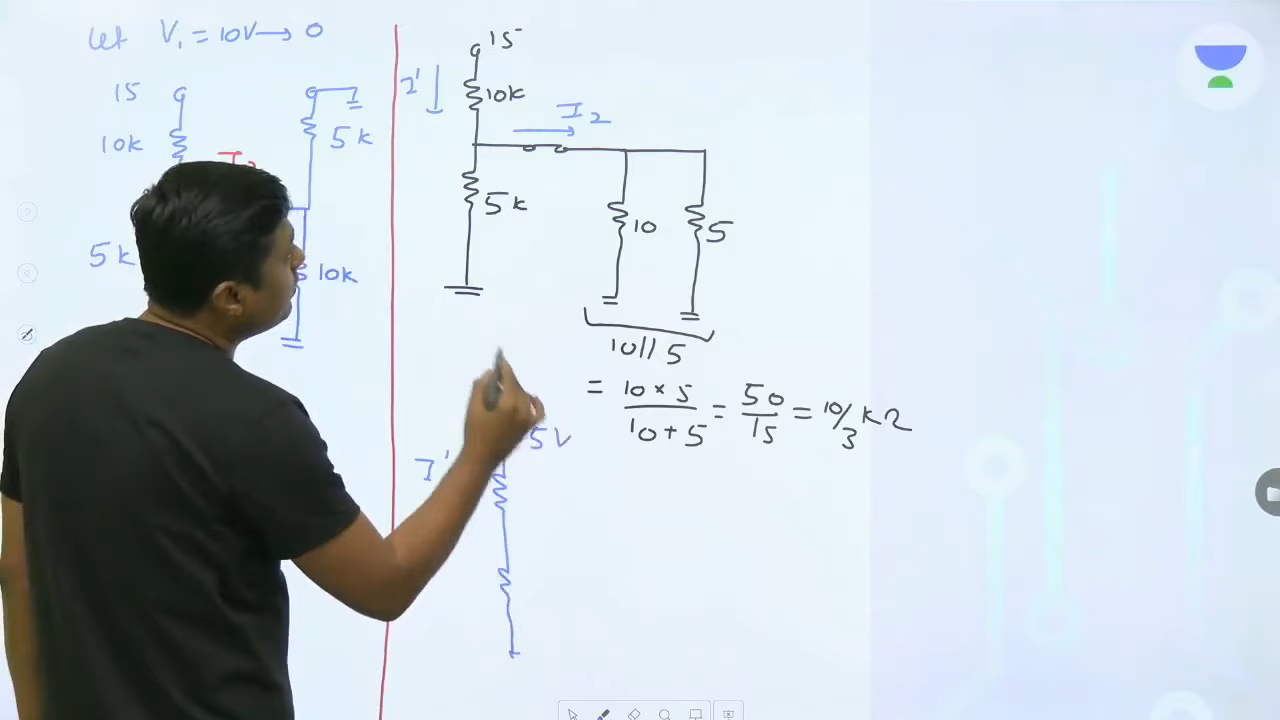 let V₁ = 10V → 0
15
10k
5k
5k
10k
15
I'
10k
I₂
5k
10
5
10//5
= 10×5/10+5 = 50/15 = 10/3 kΩ
I'
5V